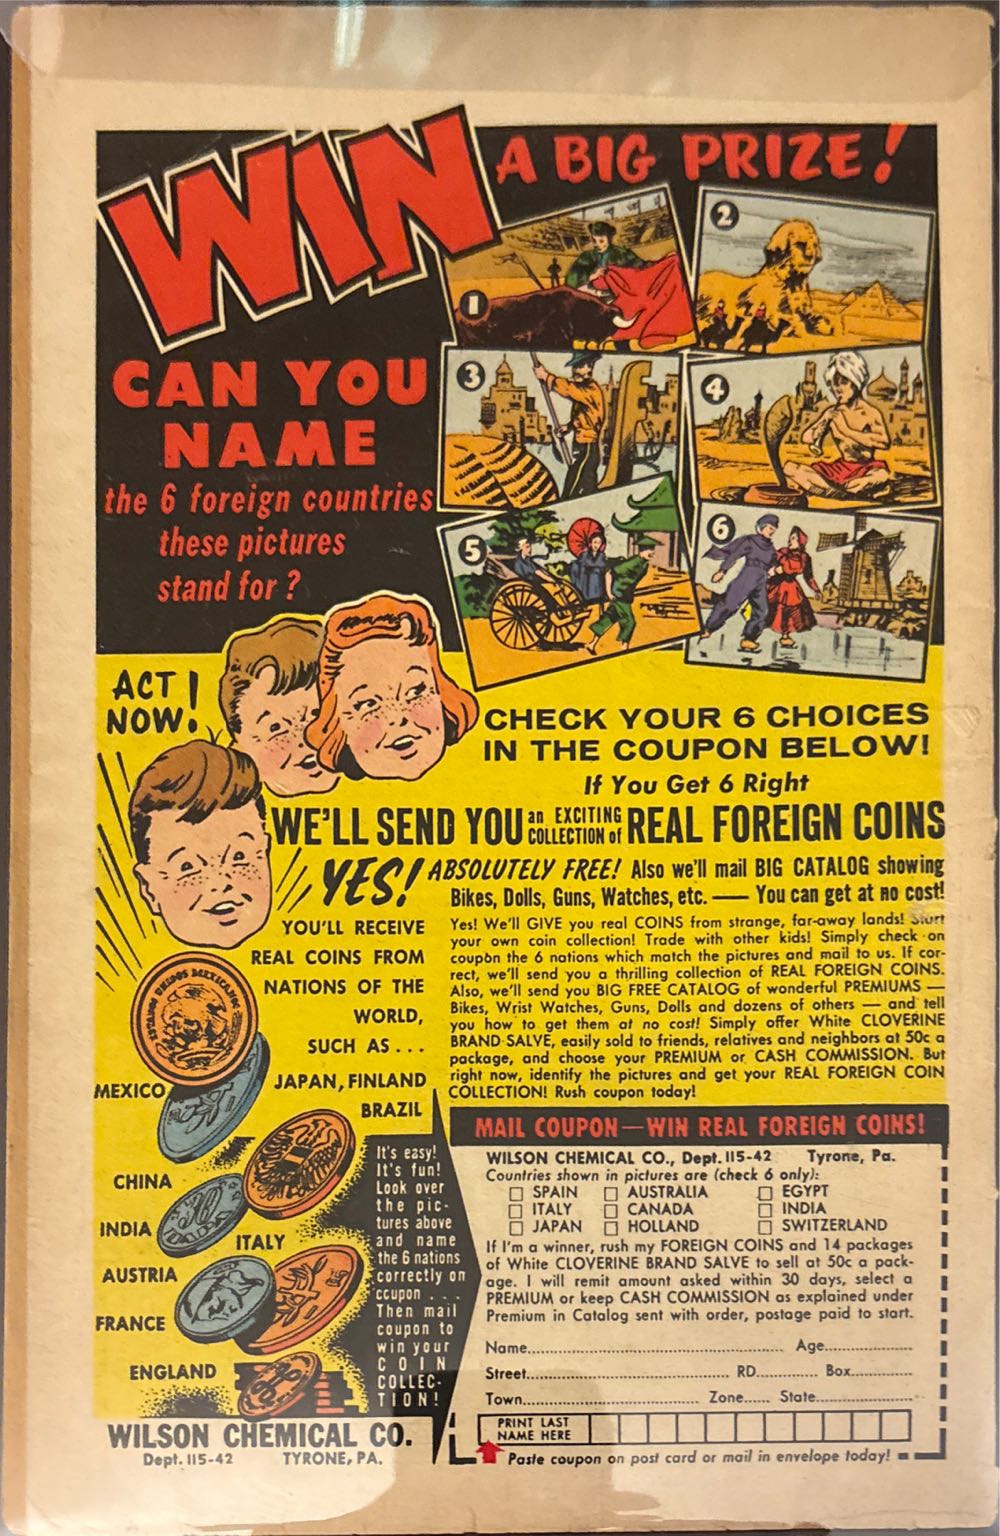 WIN A BIG PRIZE!
1
2
3
4
5
6
CAN YOU
NAME
the 6 foreign countries
these pictures
stand for?
ACT
NOW!
CHECK YOUR 6 CHOICES
IN THE COUPON BELOW!
If You Get 6 Right
WE'LL SEND YOU an EXCITING COLLECTION of REAL FOREIGN COINS
YES! ABSOLUTELY FREE! Also we'll mail BIG CATALOG showing
Bikes, Dolls, Guns, Watches, etc. — You can get at no cost!
Yes! We'll GIVE you real COINS from strange, far-away lands! Start
your own coin collection! Trade with other kids! Simply check on
coupon the 6 nations which match the pictures and mail to us. If cor-
rect, we'll send you a thrilling collection of REAL FOREIGN COINS.
Also, we'll send you BIG FREE CATALOG of wonderful PREMIUMS —
Bikes, Wrist Watches, Guns, Dolls and dozens of others — and tell
you how to get them at no cost! Simply offer White CLOVERINE
BRAND SALVE, easily sold to friends, relatives and neighbors at 50c a
package, and choose your PREMIUM or CASH COMMISSION. But
right now, identify the pictures and get your REAL FOREIGN COIN
COLLECTION! Rush coupon today!
YOU'LL RECEIVE
REAL COINS FROM
NATIONS OF THE
WORLD,
SUCH AS...
JAPAN, FINLAND
BRAZIL
ESTADOS UNIDOS MEXICANOS
MEXICO
CHINA
INDIA
ITALY
AUSTRIA
FRANCE
ENGLAND
It's easy!
It's fun!
Look over
the pic-
tures above
and name
the 6 nations
correctly on
coupon . . .
Then mail
coupon to
win your
COIN
COLLEC-
TION!
WILSON CHEMICAL CO.
Dept. 115-42 TYRONE, PA.
MAIL COUPON—WIN REAL FOREIGN COINS!
WILSON CHEMICAL CO., Dept. 115-42 Tyrone, Pa.
Countries shown in pictures are (check 6 only):
☐ SPAIN ☐ AUSTRALIA ☐ EGYPT
☐ ITALY ☐ CANADA ☐ INDIA
☐ JAPAN ☐ HOLLAND ☐ SWITZERLAND
If I'm a winner, rush my FOREIGN COINS and 14 packages
of White CLOVERINE BRAND SALVE to sell at 50c a pack-
age. I will remit amount asked within 30 days, select a
PREMIUM or keep CASH COMMISSION as explained under
Premium in Catalog sent with order, postage paid to start.
Name.................... Age..........
Street.................... RD.......... Box..........
Town.................... Zone...... State..........
PRINT LAST
NAME HERE
Paste coupon on post card or mail in envelope today!